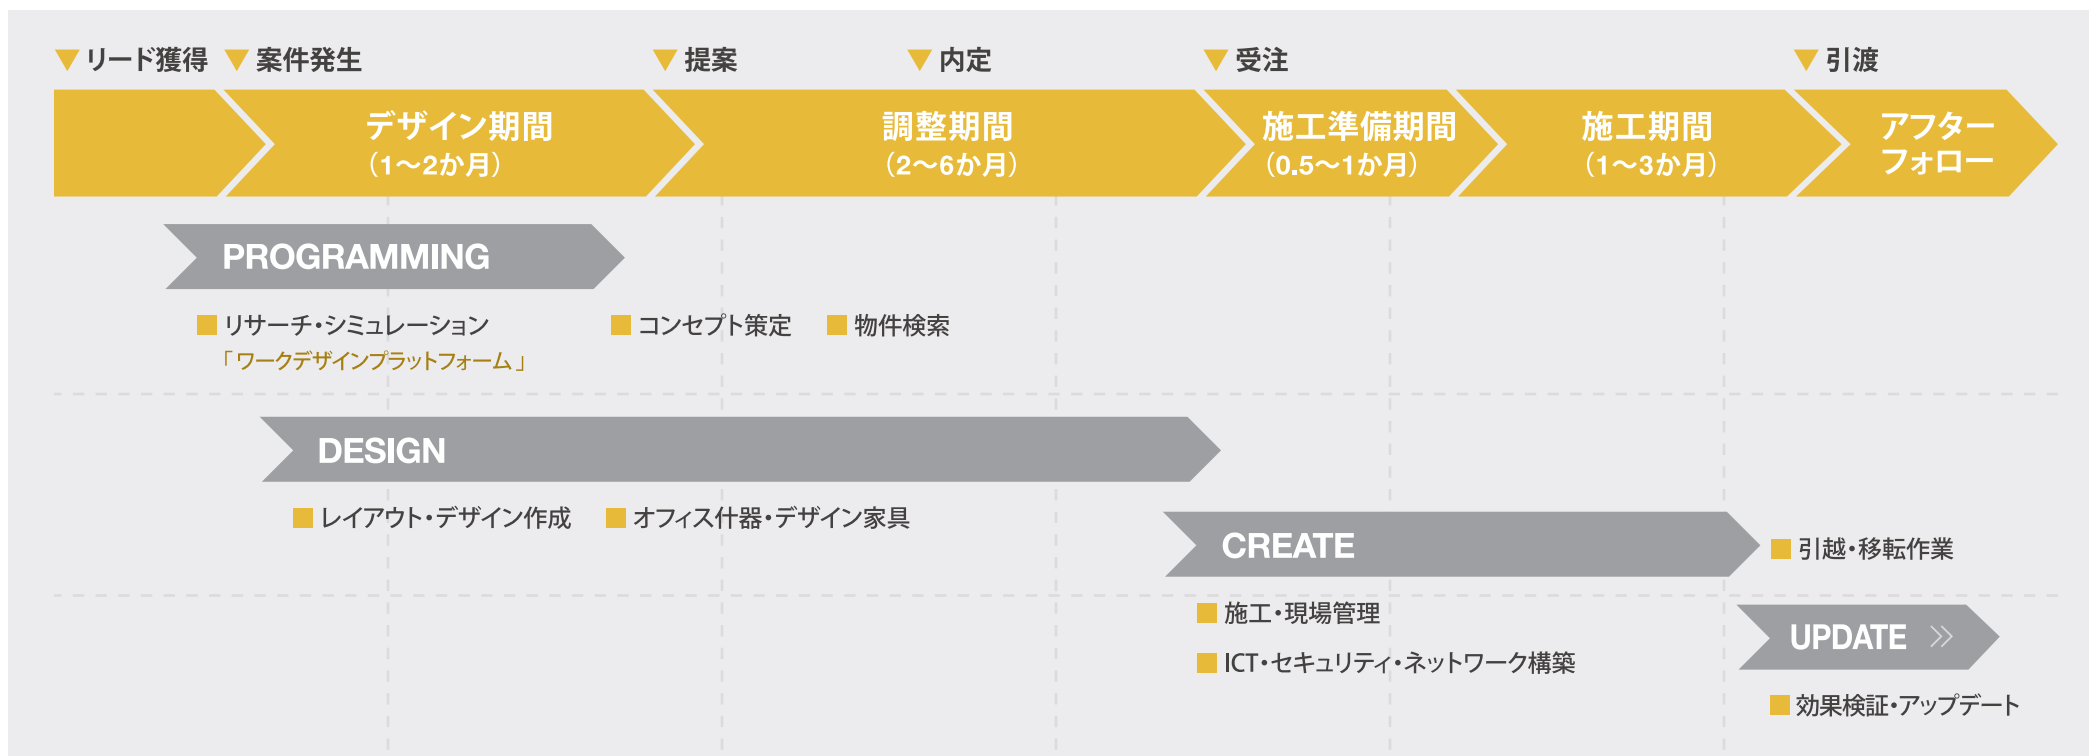 ▼ リード獲得 ▼ 案件発生 ▼ 提案 ▼ 内定 ▼ 受注 ▼ 引渡
デザイン期間
(1〜2か月)
調整期間
(2〜6か月)
施工準備期間
(0.5〜1か月)
施工期間
(1〜3か月)
アフター
フォロー
PROGRAMMING
■ リサーチ・シミュレーション
「ワークデザインプラットフォーム」
■ コンセプト策定
■ 物件検索
DESIGN
■ レイアウト・デザイン作成
■ オフィス什器・デザイン家具
CREATE
■ 引越・移転作業
■ 施工・現場管理
■ ICT・セキュリティ・ネットワーク構築
UPDATE
■ 効果検証・アップデート